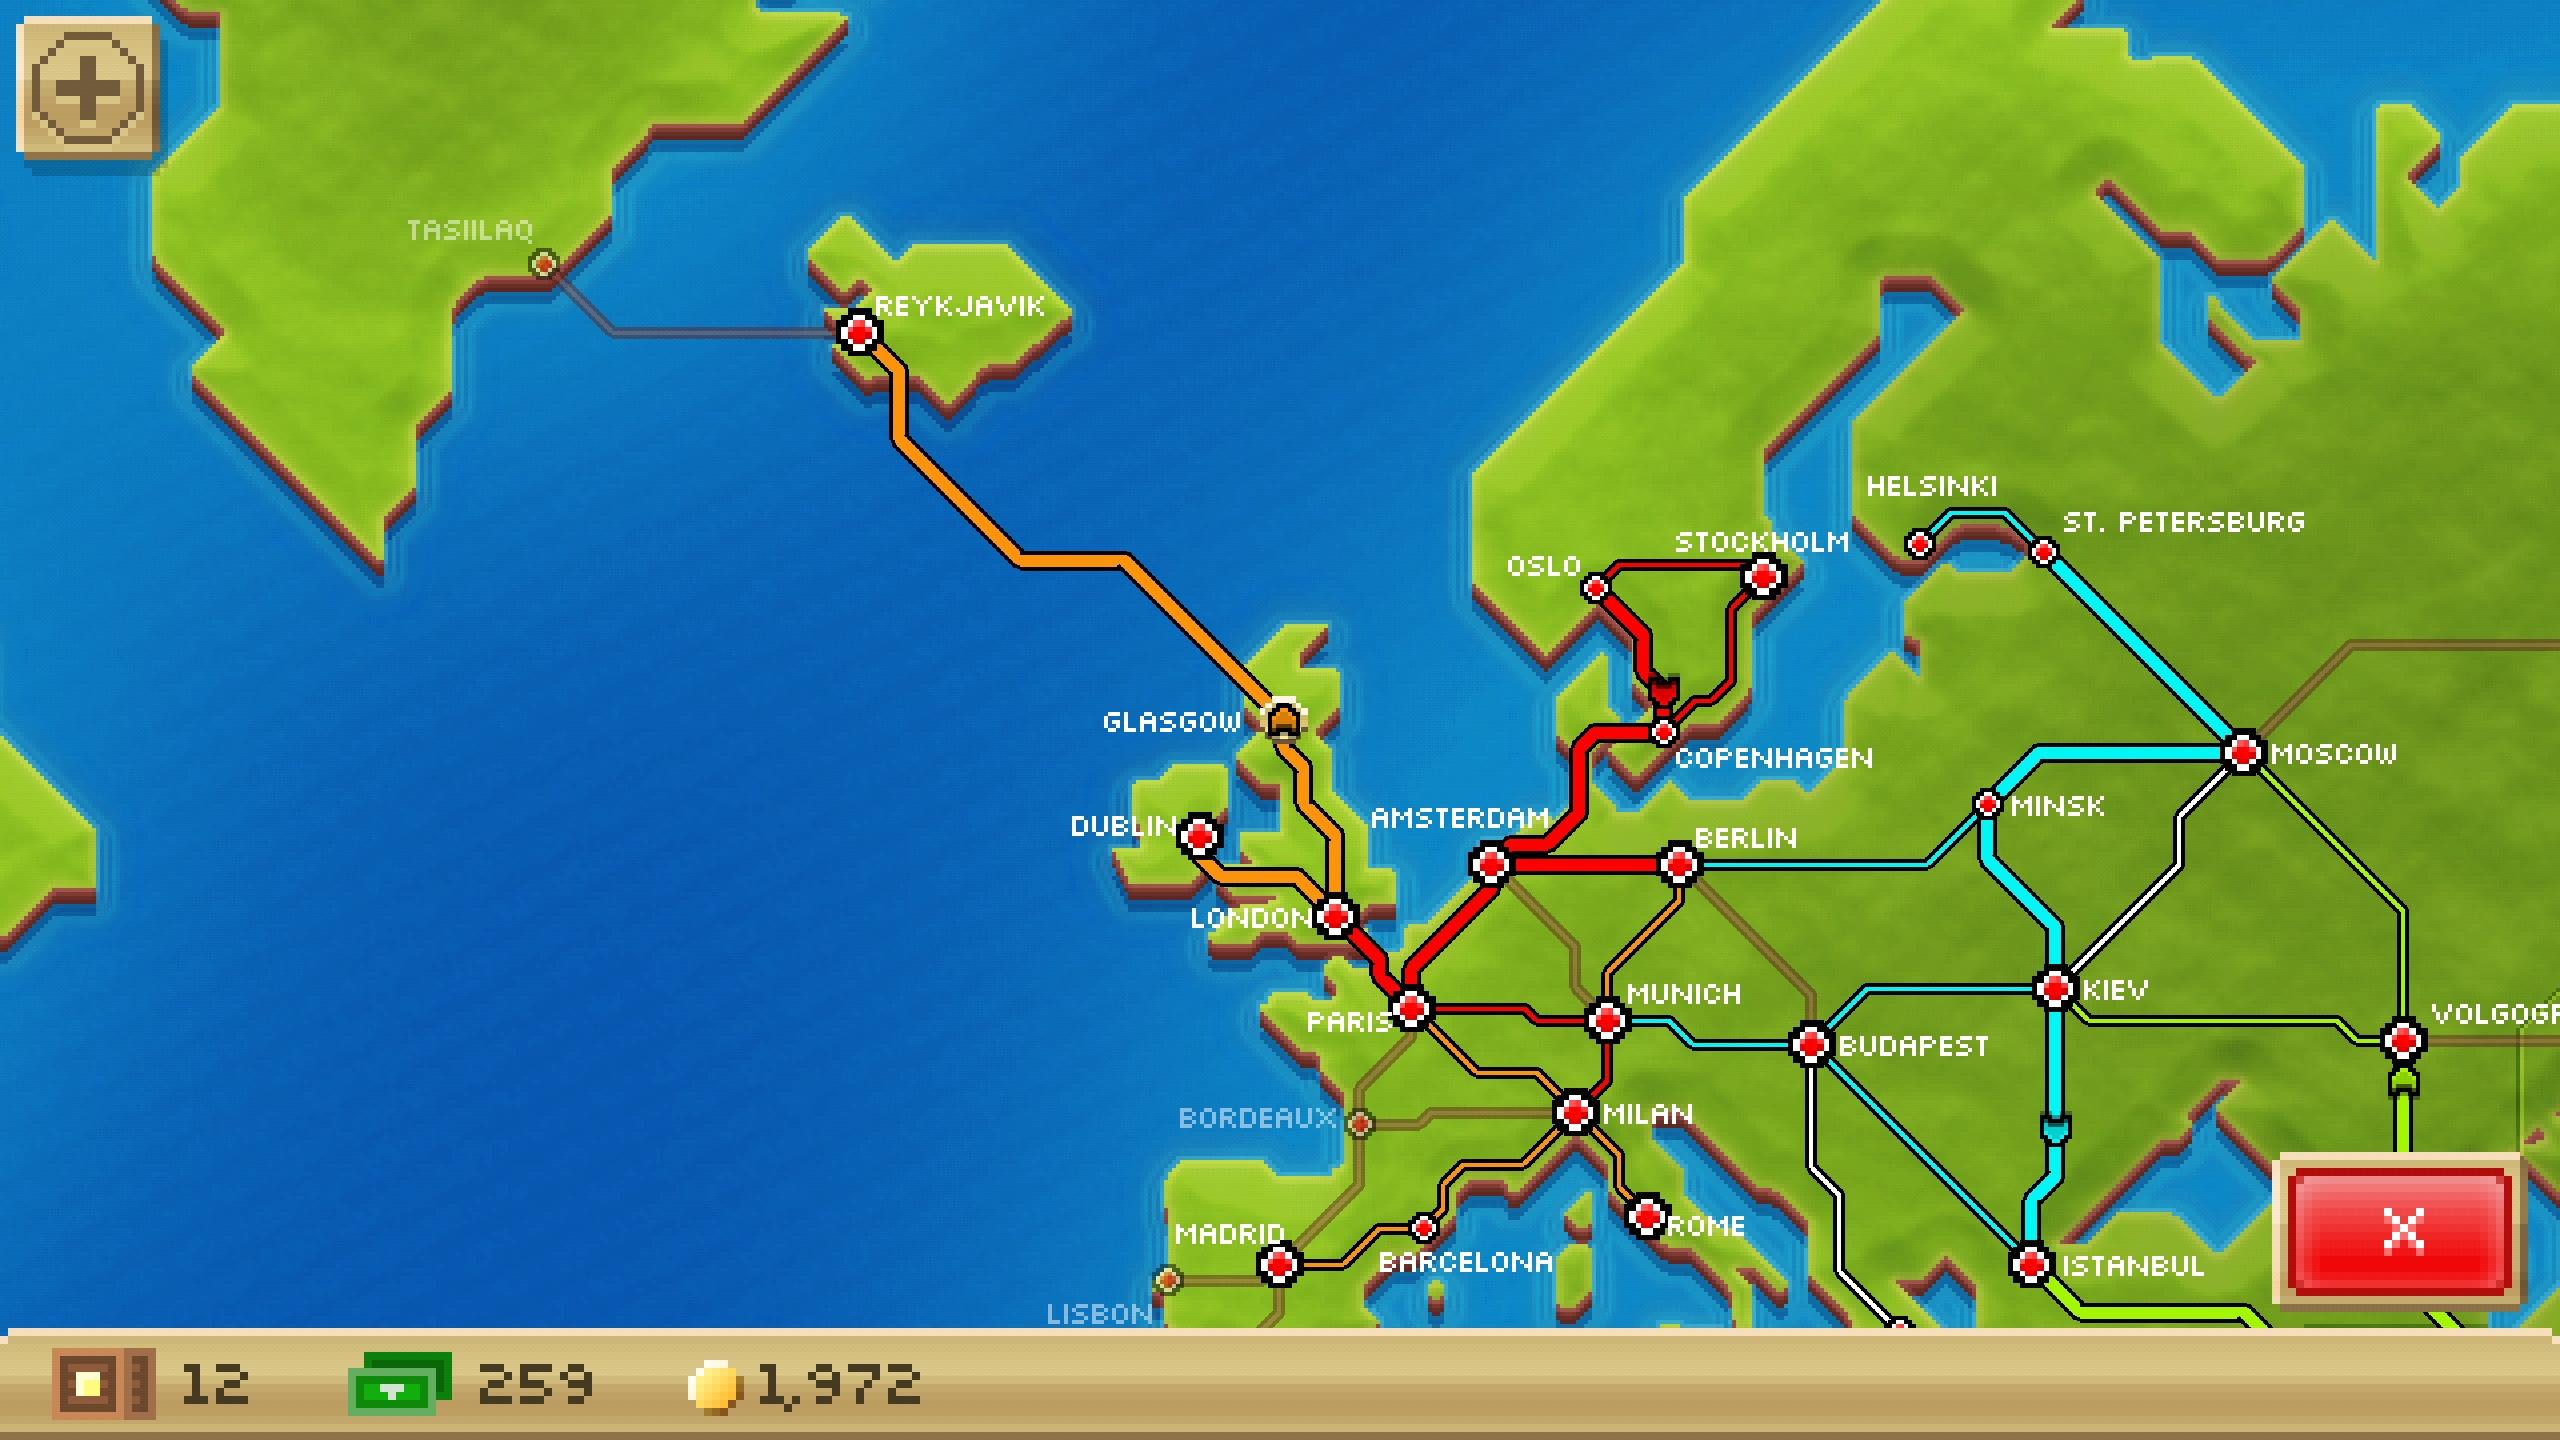 TASIILAQ
REYKJAVIK
HELSINKI
ST. PETERSBURG
STOCKHOLM
OSLO
GLASGOW
COPENHAGEN
MOSCOW
MINSK
AMSTERDAM
DUBLIN
BERLIN
LONDON
KIEV
MUNICH
VOLGOGR
PARIS
BUDAPEST
BORDEAUX
MILAN
MADRID
ROME
BARCELONA
ISTANBUL
LISBON
X
12
259
1,972